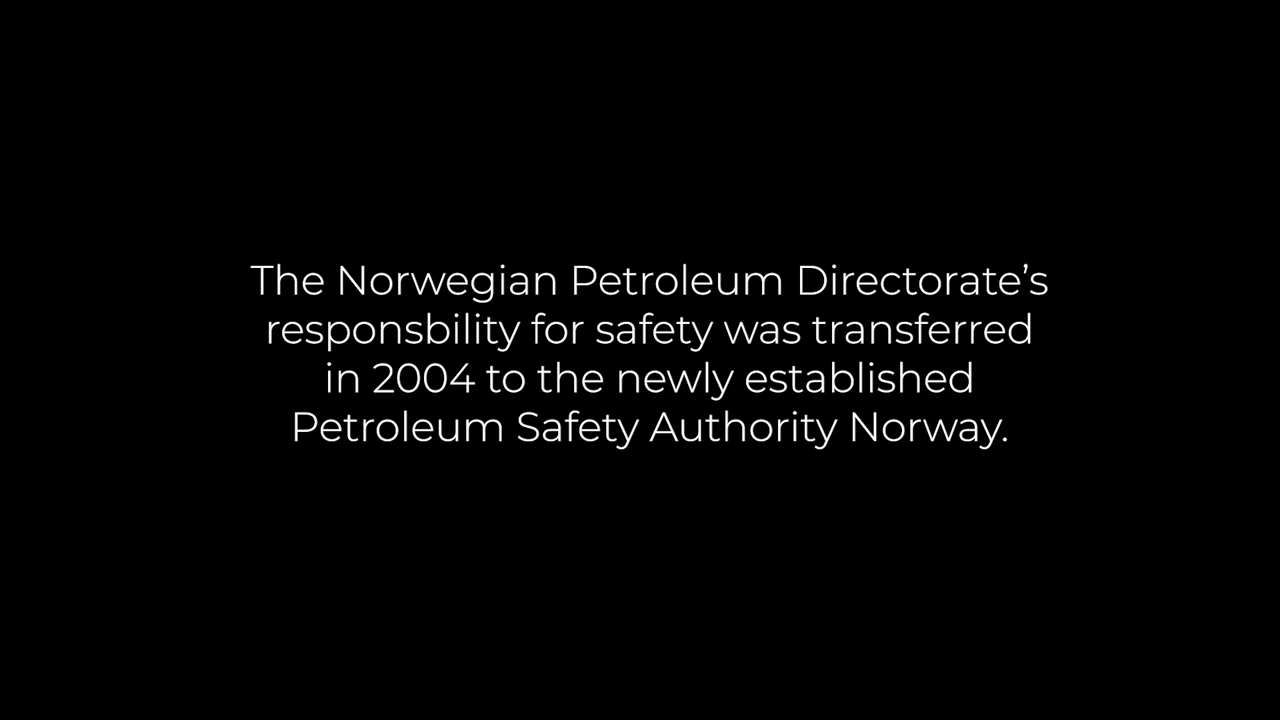 The Norwegian Petroleum Directorate’s
responsbility for safety was transferred
in 2004 to the newly established
Petroleum Safety Authority Norway.